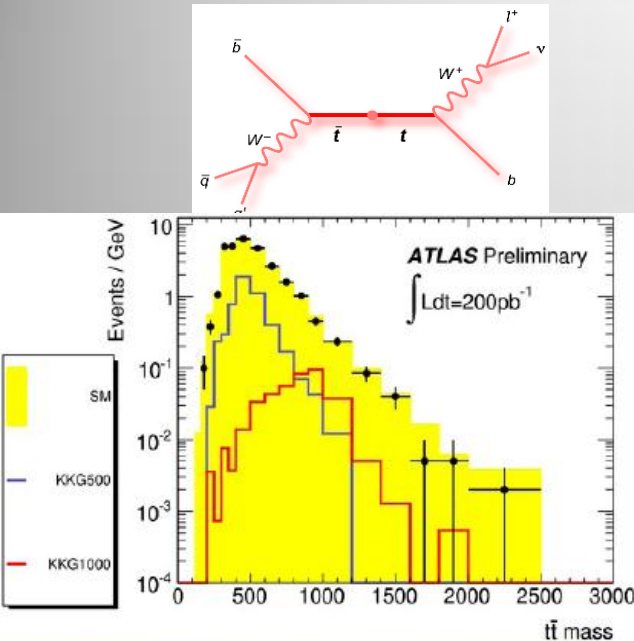 l⁺
b̄
ν
W⁺
W⁻
t̄
t
q̄
b
q'
Events / GeV
10
1
10⁻¹
10⁻²
10⁻³
10⁻⁴
ATLAS Preliminary
∫Ldt=200pb⁻¹
SM
KKG500
KKG1000
0
500
1000
1500
2000
2500
3000
tt̄ mass